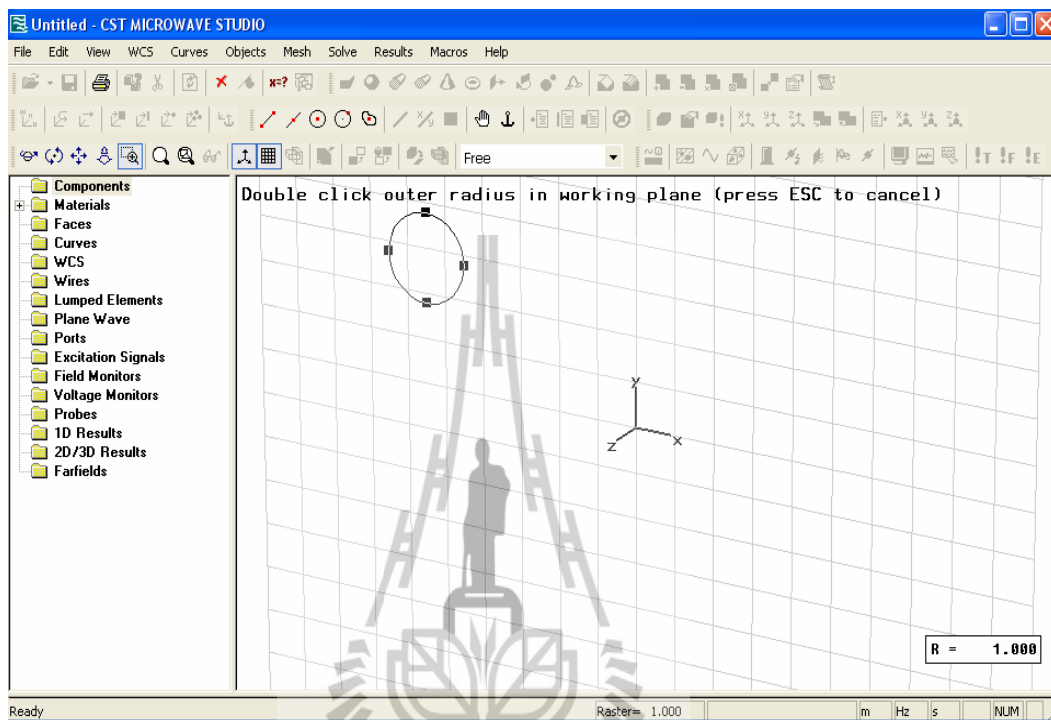 Untitled - CST MICROWAVE STUDIO
File Edit View WCS Curves Objects Mesh Solve Results Macros Help
x=?
Free
Components
Materials
Faces
Curves
WCS
Wires
Lumped Elements
Plane Wave
Ports
Excitation Signals
Field Monitors
Voltage Monitors
Probes
1D Results
2D/3D Results
Farfields
Double click outer radius in working plane (press ESC to cancel)
y
z x
R = 1.000
Ready Raster= 1.000 m Hz s NUM